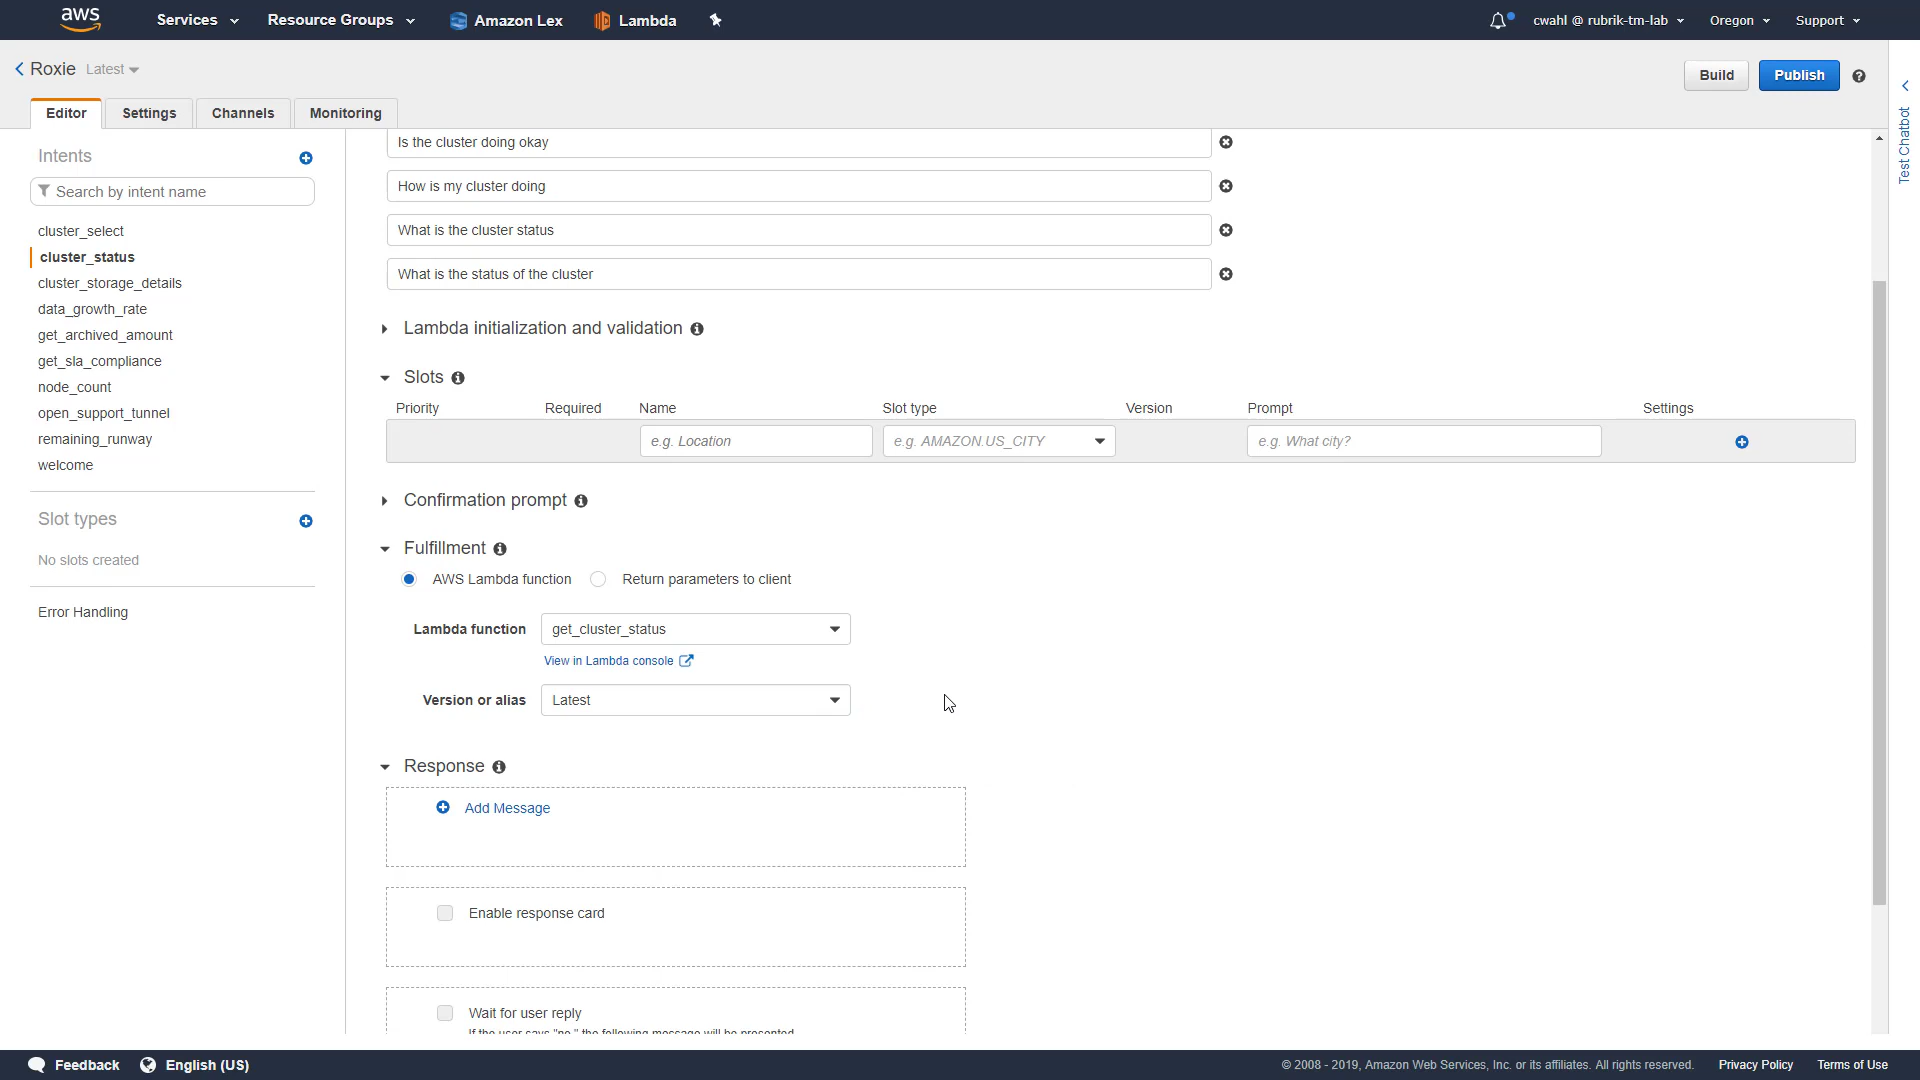 aws Services Resource Groups Amazon Lex Lambda cwahl @ rubrik-tm-lab Oregon Support
Roxie Latest
Build Publish
Test Chatbot
Editor Settings Channels Monitoring
Intents
Search by intent name
cluster_select
cluster_status
cluster_storage_details
data_growth_rate
get_archived_amount
get_sla_compliance
node_count
open_support_tunnel
remaining_runway
welcome
Slot types
No slots created
Error Handling
Is the cluster doing okay
How is my cluster doing
What is the cluster status
What is the status of the cluster
Lambda initialization and validation
Slots
Priority Required Name Slot type Version Prompt Settings
e.g. Location e.g. AMAZON.US_CITY e.g. What city?
Confirmation prompt
Fulfillment
AWS Lambda function Return parameters to client
Lambda function get_cluster_status
View in Lambda console
Version or alias Latest
Response
Add Message
Enable response card
Wait for user reply
If the user says "no," the following message will be presented
Feedback English (US) © 2008 - 2019, Amazon Web Services, Inc. or its affiliates. All rights reserved. Privacy Policy Terms of Use